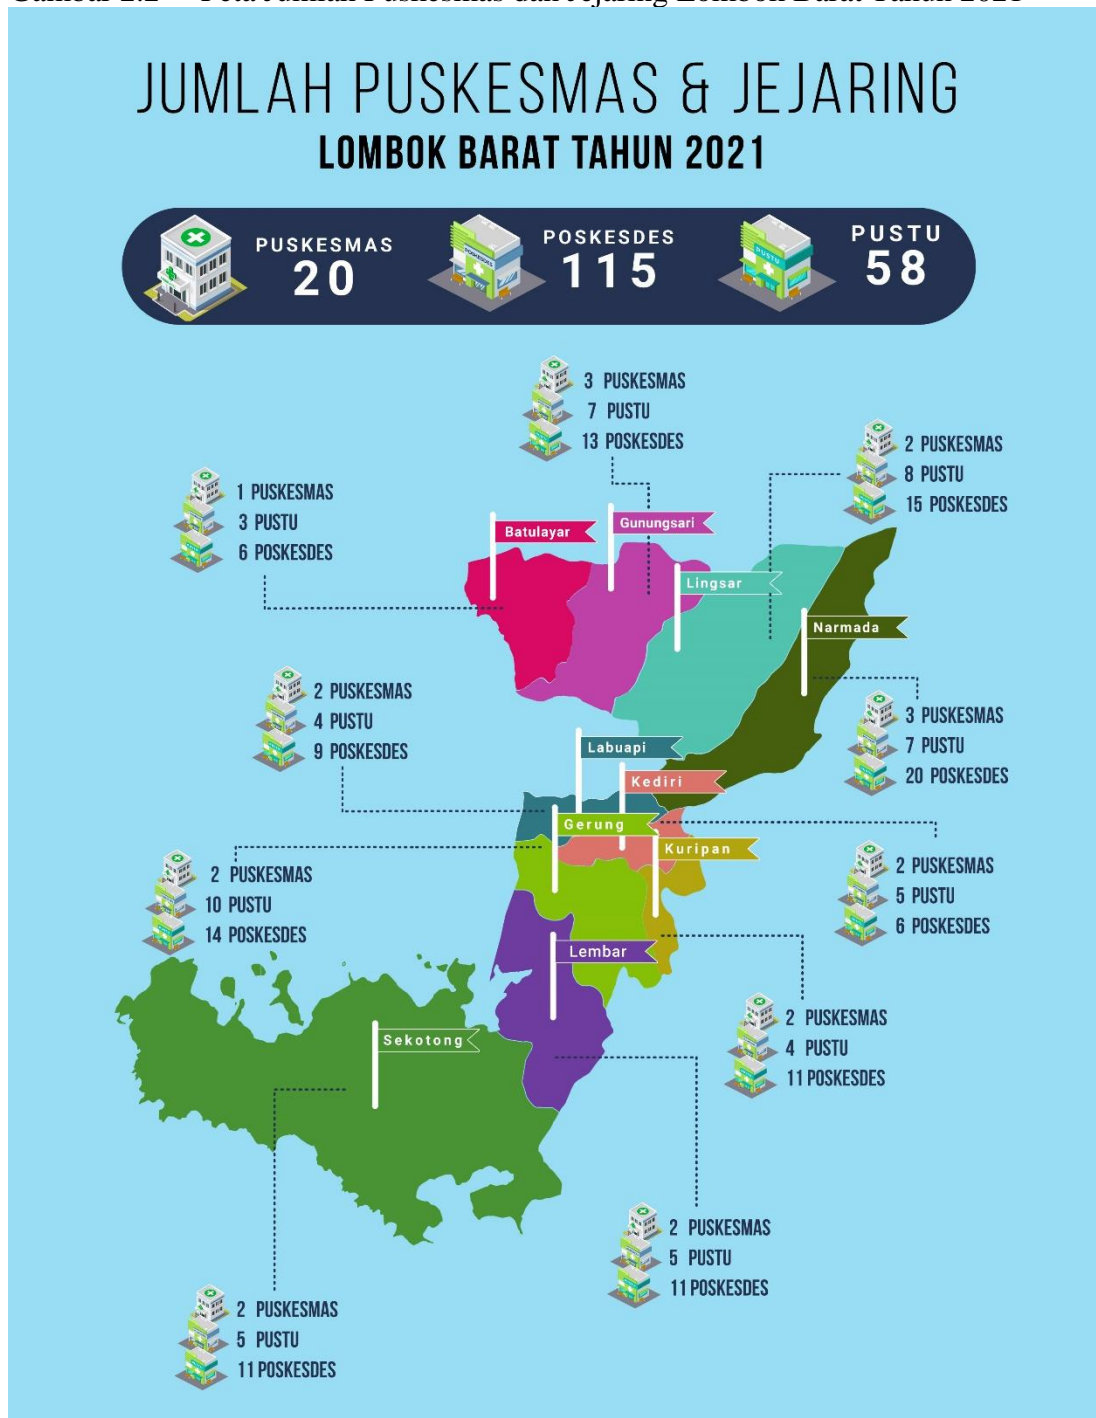 JUMLAH PUSKESMAS & JEJARING
LOMBOK BARAT TAHUN 2021
PUSKESMAS
20
POSKESDES
POSKESDES
115
PUSTU
PUSTU
58
3 PUSKESMAS
7 PUSTU
13 POSKESDES
2 PUSKESMAS
8 PUSTU
15 POSKESDES
1 PUSKESMAS
3 PUSTU
6 POSKESDES
Batulayar
Gunungsari
Lingsar
Narmada
2 PUSKESMAS
4 PUSTU
9 POSKESDES
3 PUSKESMAS
7 PUSTU
20 POSKESDES
Labuapi
Kediri
Gerung
Kuripan
2 PUSKESMAS
10 PUSTU
14 POSKESDES
2 PUSKESMAS
5 PUSTU
6 POSKESDES
Lembar
Sekotong
2 PUSKESMAS
4 PUSTU
11 POSKESDES
2 PUSKESMAS
5 PUSTU
11 POSKESDES
2 PUSKESMAS
5 PUSTU
11 POSKESDES